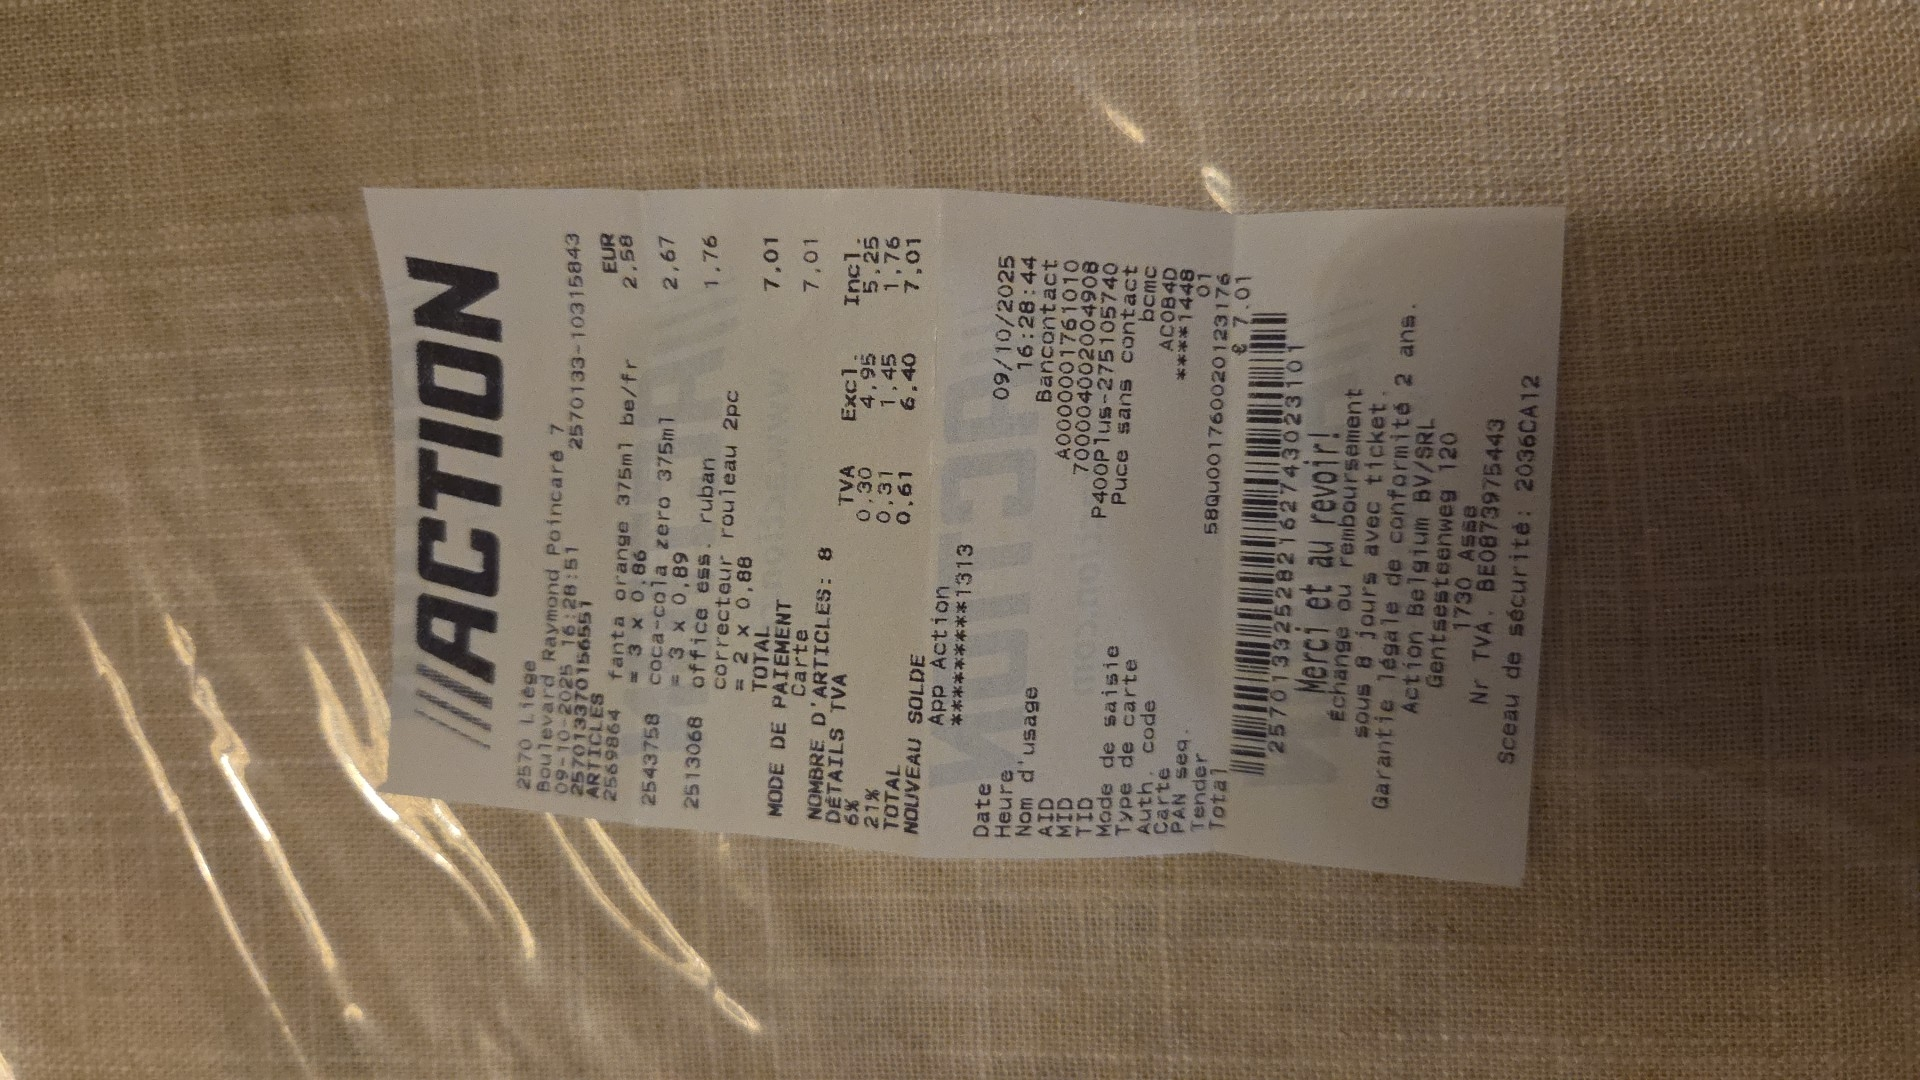 ACTION
2570 Liège
Boulevard Raymond Poincaré 7
09-10-2025 16:28:51 2570133-10315843
2570133701156551
ARTICLES EUR
2569864 fanta orange 375ml be/fr 2,58
= 3 x 0,86
2543758 coca-cola zero 375ml 2,67
= 3 x 0,89
2513068 office ess. ruban 1,76
correcteur rouleau 2pc
= 2 x 0,88
TOTAL 7,01
MODE DE PAIEMENT
Carte 7,01
NOMBRE D'ARTICLES: 8
DÉTAILS TVA TVA Excl. Incl.
6% 0,30 4,95 5,25
21% 0,31 1,45 1,76
TOTAL 0,61 6,40 7,01
NOUVEAU SOLDE
App Action
*********1313
Date 09/10/2025
Heure 16:28:44
Nom d'usage Bancontact
AID A0000001761010
MID 70000400200004908
TID P400Plus-275105740
Mode de saisie Puce sans contact
Type de carte bcmc
Auth. code AC0B4D
Carte ****1448
PAN seq. 01
Tender 58Qu001760020123176
Total € 7.01
Merci et au revoir!
Échange ou remboursement
sous 8 jours avec ticket.
Garantie légale de conformité 2 ans.
Action Belgium BV/SRL
Gentsesteenweg 120
1730 Asse
Nr TVA. BE0873975443
Sceau de sécurité: 2036CA12